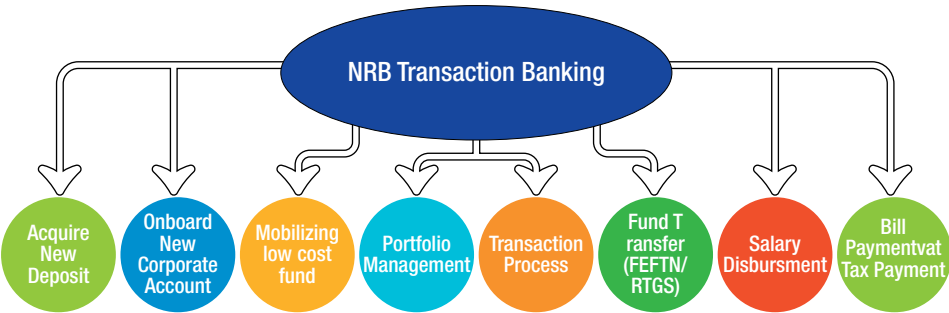 NRB Transaction Banking
Acquire
New
Deposit
Onboard
New
Corporate
Account
Mobilizing
low cost
fund
Portfolio
Management
Transaction
Process
Fund T
ransfer
(FEFTN/
RTGS)
Salary
Disbursment
Bill
Paymentvat
Tax Payment